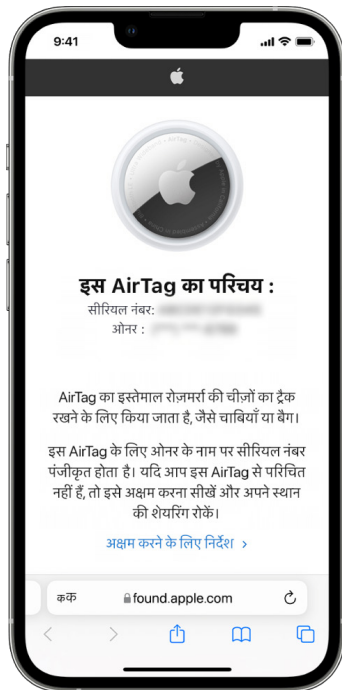 9:41
इस AirTag का परिचय :
सीरियल नंबर:
ओनर :
AirTag का इस्तेमाल रोज़मर्रा की चीज़ों का ट्रैक
रखने के लिए किया जाता है, जैसे चाबियाँ या बैग।
इस AirTag के लिए ओनर के नाम पर सीरियल नंबर
पंजीकृत होता है। यदि आप इस AirTag से परिचित
नहीं हैं, तो इसे अक्षम करना सीखें और अपने स्थान
की शेयरिंग रोकें।
अक्षम करने के लिए निर्देश >
कक found.apple.com